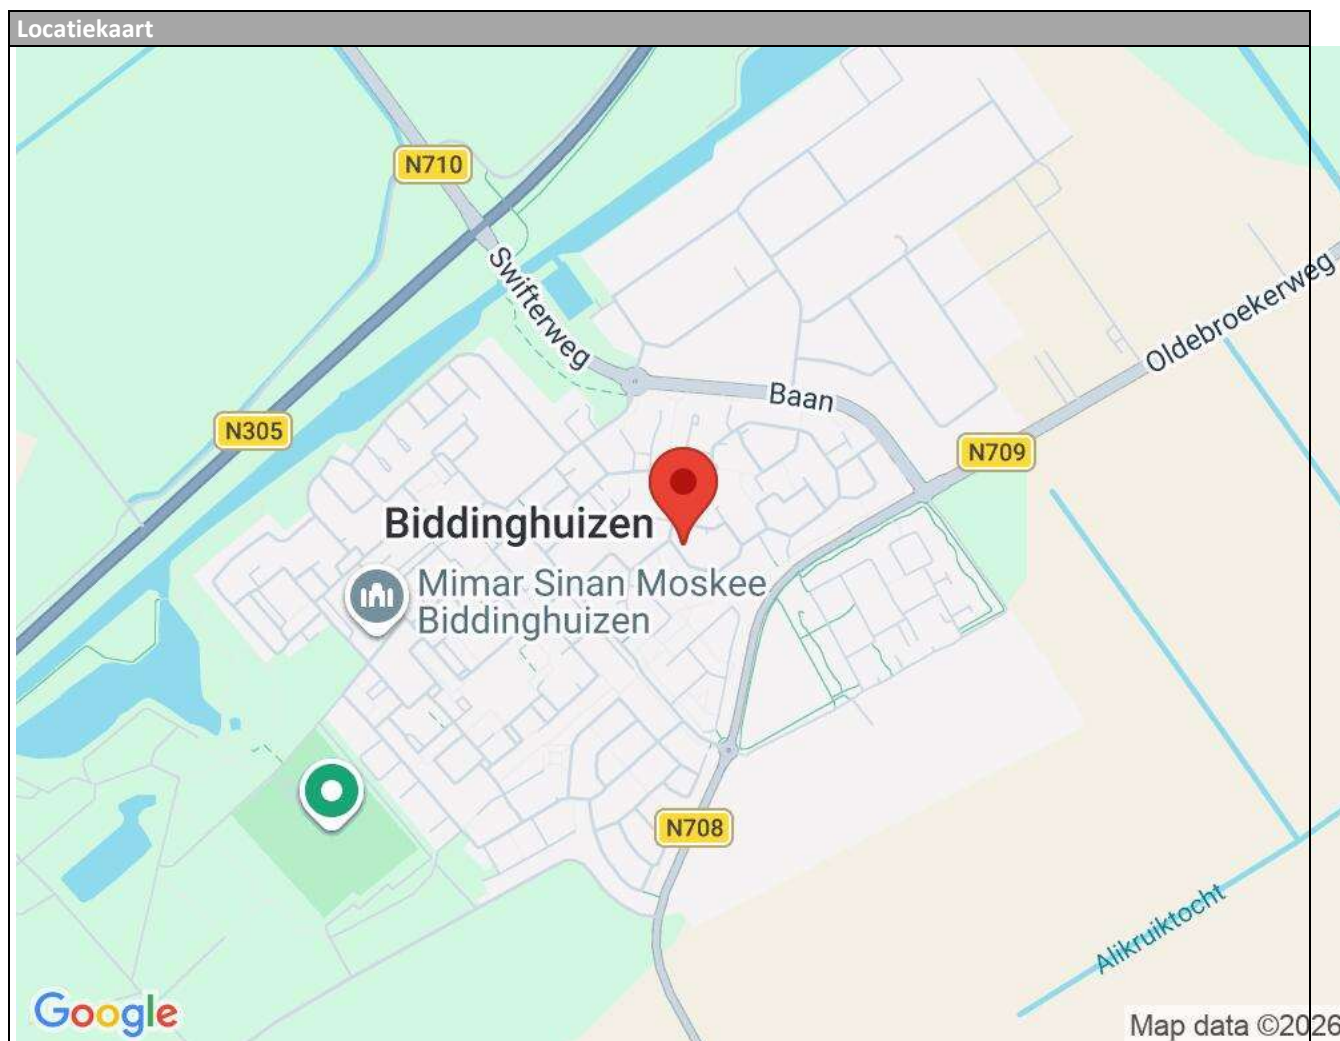 Locatiekaart
N710
Swifterweg
Oldebroekerweg
Baan
N305
N709
Biddinghuizen
Mimar Sinan Moskee
Biddinghuizen
N708
Alikruiktocht
Google
Map data ©2026